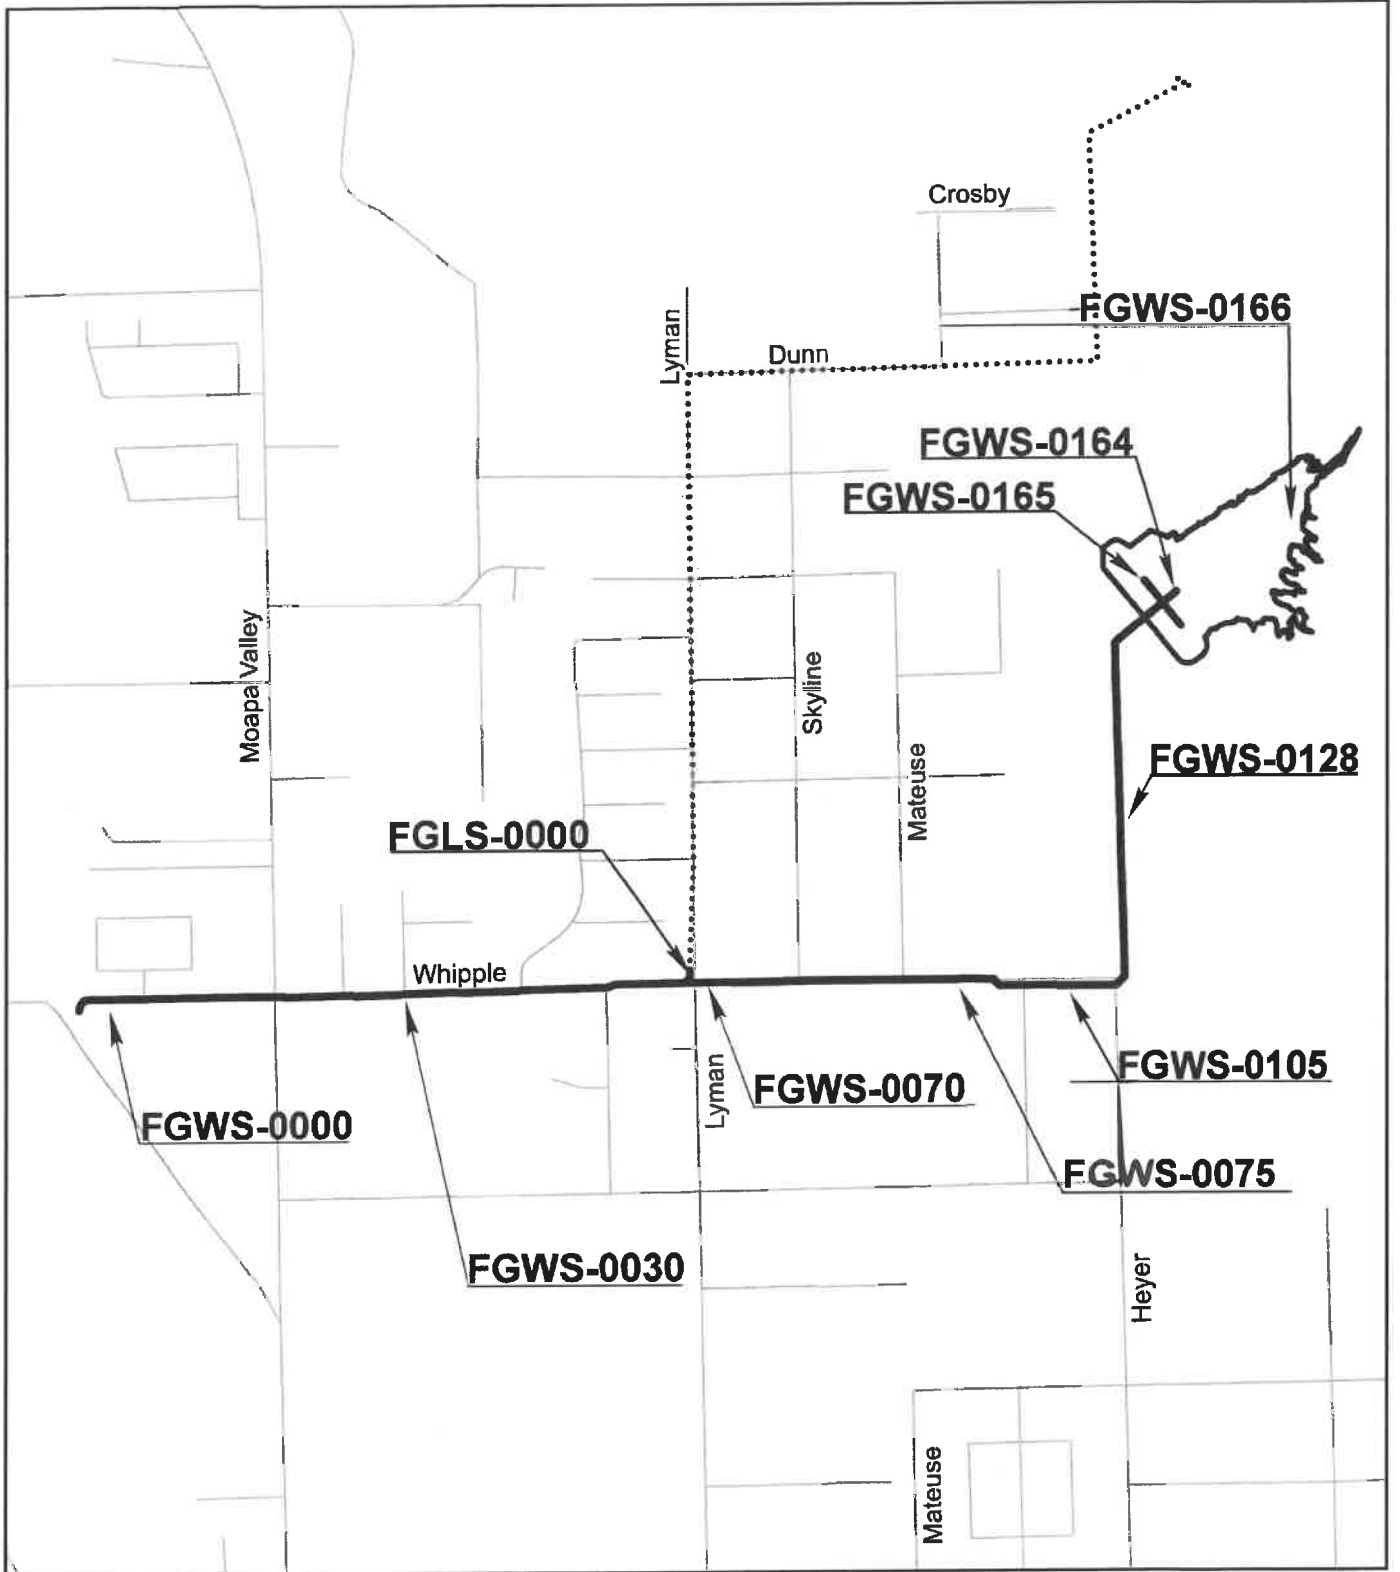 Crosby
FGWS-0166
Lyman
Dunn
FGWS-0164
FGWS-0165
Moapa Valley
Skyline
FGWS-0128
Mateuse
FGLS-0000
Whipple
FGWS-0105
Lyman
FGWS-0070
FGWS-0000
FGWS-0075
FGWS-0030
Heyer
Mateuse